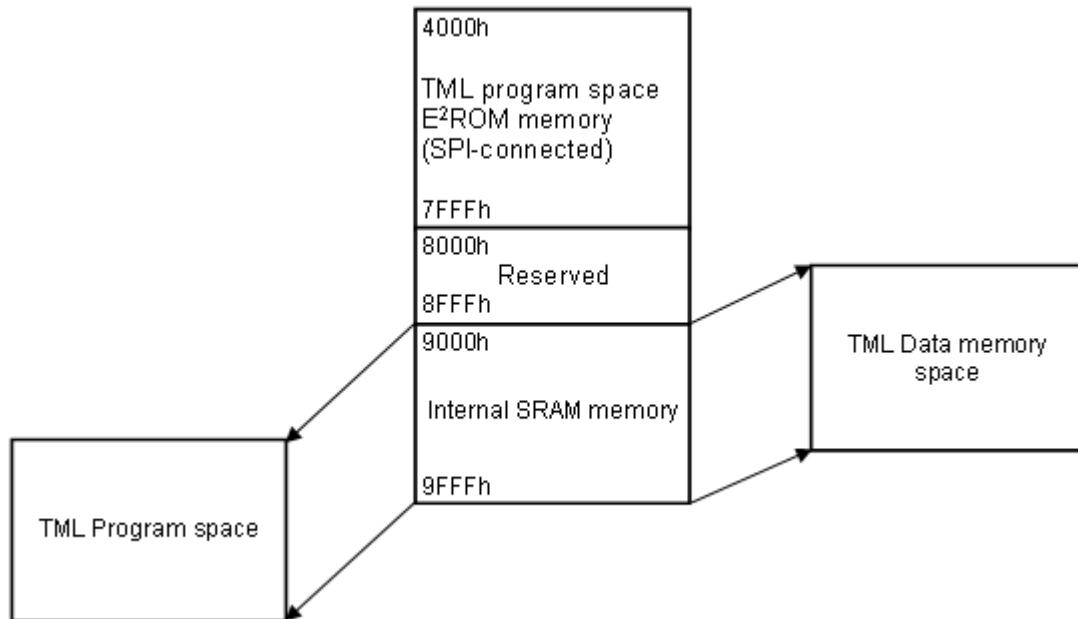 4000h
TML program space
E²ROM memory
(SPI-connected)
7FFFh
8000h
Reserved
8FFFh
9000h
Internal SRAM memory
9FFFh
TML Data memory
space
TML Program space